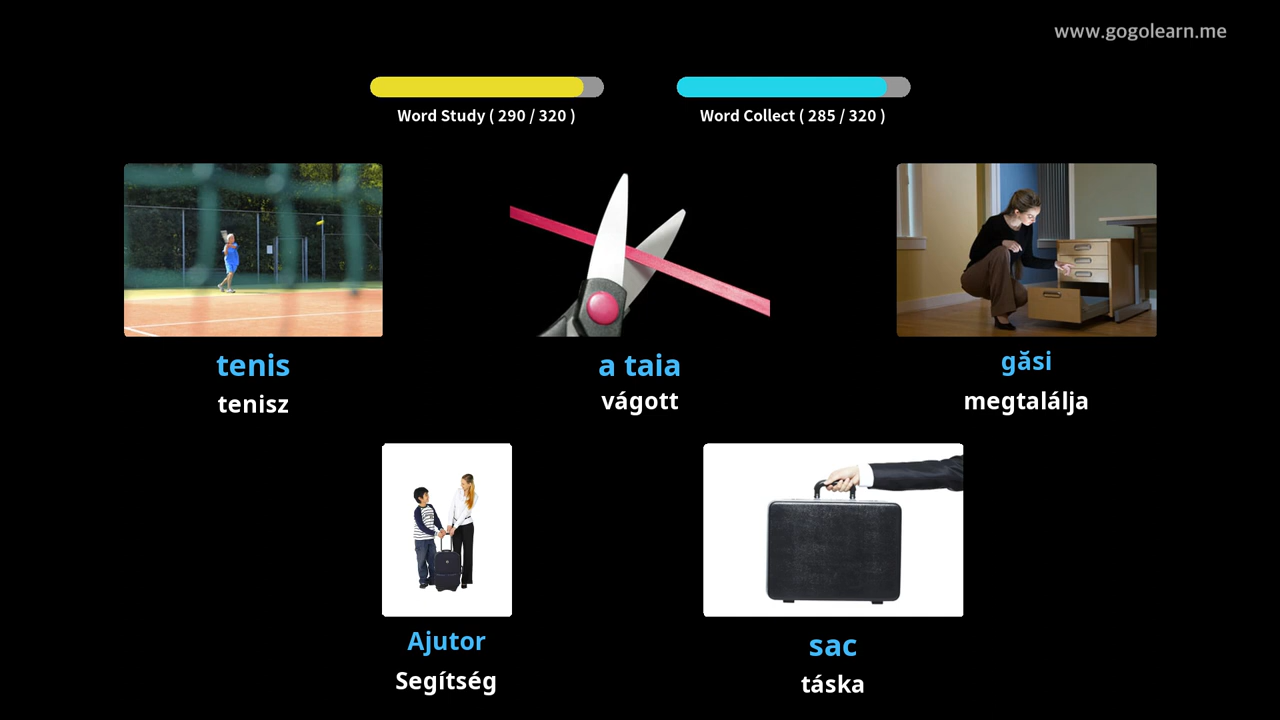 www.gogolearn.me
Word Study ( 290 / 320 )
Word Collect ( 285 / 320 )
tenis
tenisz
a taia
vágott
găsi
megtalálja
Ajutor
Segítség
sac
táska